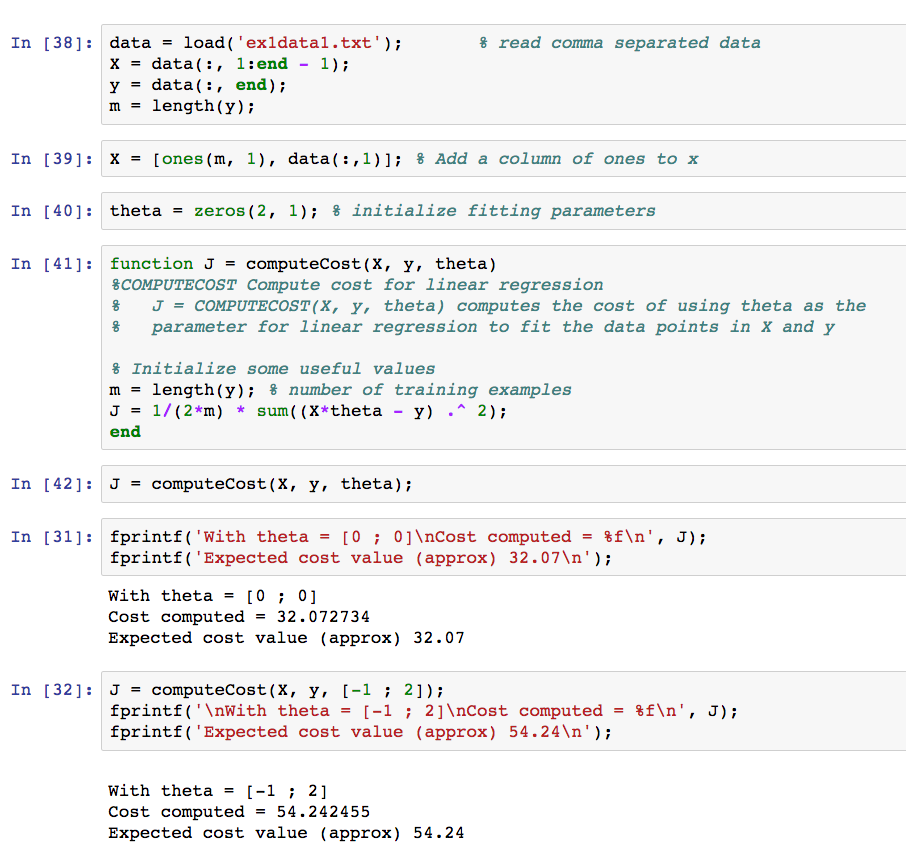 In [38]: data = load('ex1data1.txt'); % read comma separated data
X = data(:, 1:end - 1);
y = data(:, end);
m = length(y);
In [39]: X = [ones(m, 1), data(:,1)]; % Add a column of ones to x
In [40]: theta = zeros(2, 1); % initialize fitting parameters
In [41]: function J = computeCost(X, y, theta)
%COMPUTECOST Compute cost for linear regression
%   J = COMPUTECOST(X, y, theta) computes the cost of using theta as the
%   parameter for linear regression to fit the data points in X and y
% Initialize some useful values
m = length(y); % number of training examples
J = 1/(2*m) * sum((X*theta - y) .^ 2);
end
In [42]: J = computeCost(X, y, theta);
In [31]: fprintf('With theta = [0 ; 0]\nCost computed = %f\n', J);
fprintf('Expected cost value (approx) 32.07\n');
With theta = [0 ; 0]
Cost computed = 32.072734
Expected cost value (approx) 32.07
In [32]: J = computeCost(X, y, [-1 ; 2]);
fprintf('\nWith theta = [-1 ; 2]\nCost computed = %f\n', J);
fprintf('Expected cost value (approx) 54.24\n');
With theta = [-1 ; 2]
Cost computed = 54.242455
Expected cost value (approx) 54.24